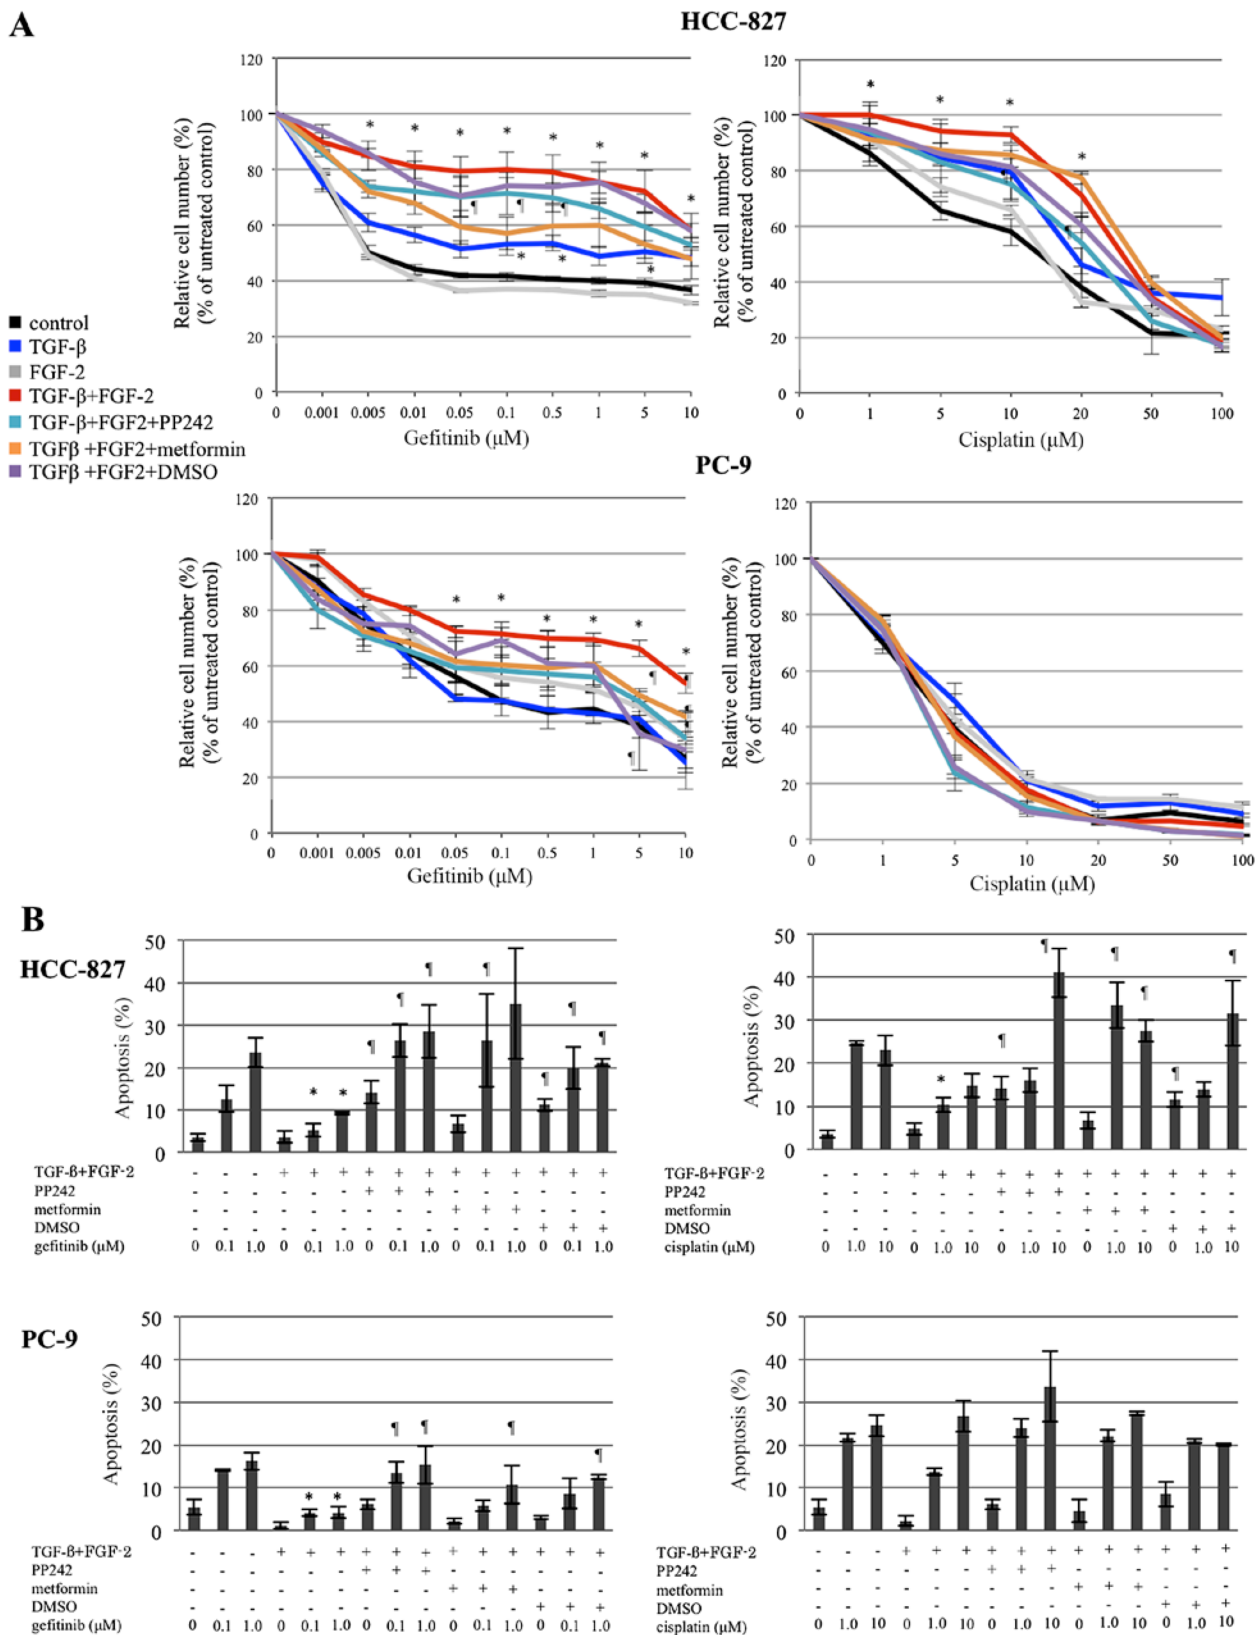 A
HCC-827
120
100
80
60
40
20
0
Relative cell number (%)
(% of untreated control)
0 0.001 0.005 0.01 0.05 0.1 0.5 1 5 10
Gefitinib (μM)
* * * * * * * *
¶ ¶ ¶
* * *
120
100
80
60
40
20
0
Relative cell number (%)
(% of untreated control)
0 1 5 10 20 50 100
Cisplatin (μM)
* * * *
¶ ¶
control
TGF-β
FGF-2
TGF-β+FGF-2
TGF-β+FGF2+PP242
TGFβ +FGF2+metformin
TGFβ +FGF2+DMSO
PC-9
120
100
80
60
40
20
0
Relative cell number (%)
(% of untreated control)
0 0.001 0.005 0.01 0.05 0.1 0.5 1 5 10
Gefitinib (μM)
* * * * * *
¶ ¶
¶
¶
¶
120
100
80
60
40
20
0
Relative cell number (%)
(% of untreated control)
0 1 5 10 20 50 100
Cisplatin (μM)
B
HCC-827
50
40
30
20
10
0
Apoptosis (%)
* * ¶ ¶ ¶ ¶ ¶ ¶ ¶
TGF-ß+FGF-2 - - - + + + + + + + + + + + +
PP242 - - - - - - + + + - - - - - -
metformin - - - - - - - - - + + + - - -
DMSO - - - - - - - - - - - - + + +
gefitinib (μM) 0 0.1 1.0 0 0.1 1.0 0 0.1 1.0 0 0.1 1.0 0 0.1 1.0
50
40
30
20
10
0
Apoptosis (%)
* ¶ ¶ ¶ ¶ ¶ ¶
TGF-ß+FGF-2 - - - + + + + + + + + + + + +
PP242 - - - - - - + + + - - - - - -
metformin - - - - - - - - - + + + - - -
DMSO - - - - - - - - - - - - + + +
cisplatin (μM) 0 1.0 10 0 1.0 10 0 1.0 10 0 1.0 10 0 1.0 10
PC-9
50
40
30
20
10
0
Apoptosis (%)
* * ¶ ¶ ¶ ¶
TGF-ß+FGF-2 - - - + + + + + + + + + + + +
PP242 - - - - - - + + + - - - - - -
metformin - - - - - - - - - + + + - - -
DMSO - - - - - - - - - - - - + + +
gefitinib (μM) 0 0.1 1.0 0 0.1 1.0 0 0.1 1.0 0 0.1 1.0 0 0.1 1.0
50
40
30
20
10
0
Apoptosis (%)
TGF-ß+FGF-2 - - - + + + + + + + + + + + +
PP242 - - - - - - + + + - - - - - -
metformin - - - - - - - - - + + + - - -
DMSO - - - - - - - - - - - - + + +
cisplatin (μM) 0 1.0 10 0 1.0 10 0 1.0 10 0 1.0 10 0 1.0 10